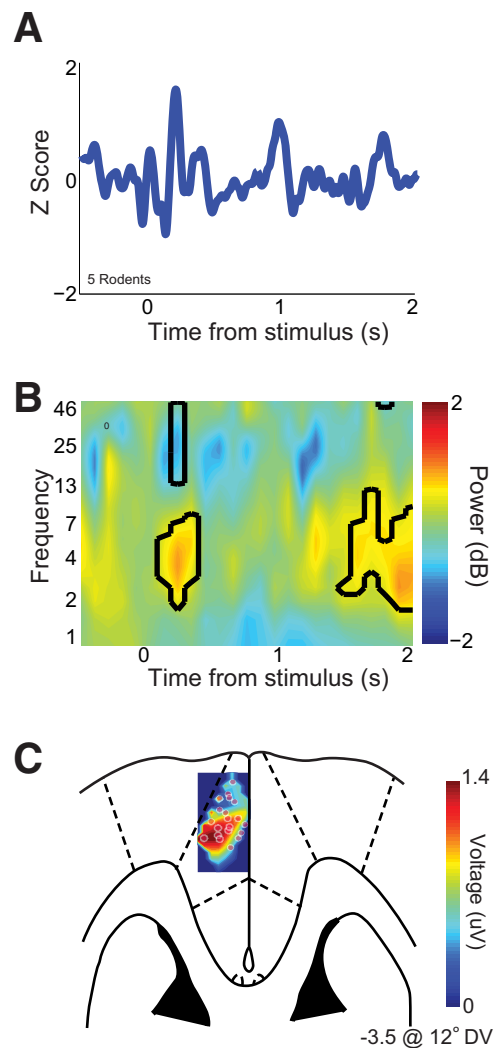 A
2
0
−2
Z Score
5 Rodents
0 1 2
Time from stimulus (s)
B
46
25
13
7
4
2
1
Frequency
0
2
−2
Power (dB)
0 1 2
Time from stimulus (s)
C
1.4
0
Voltage (uV)
-3.5 @ 12° DV